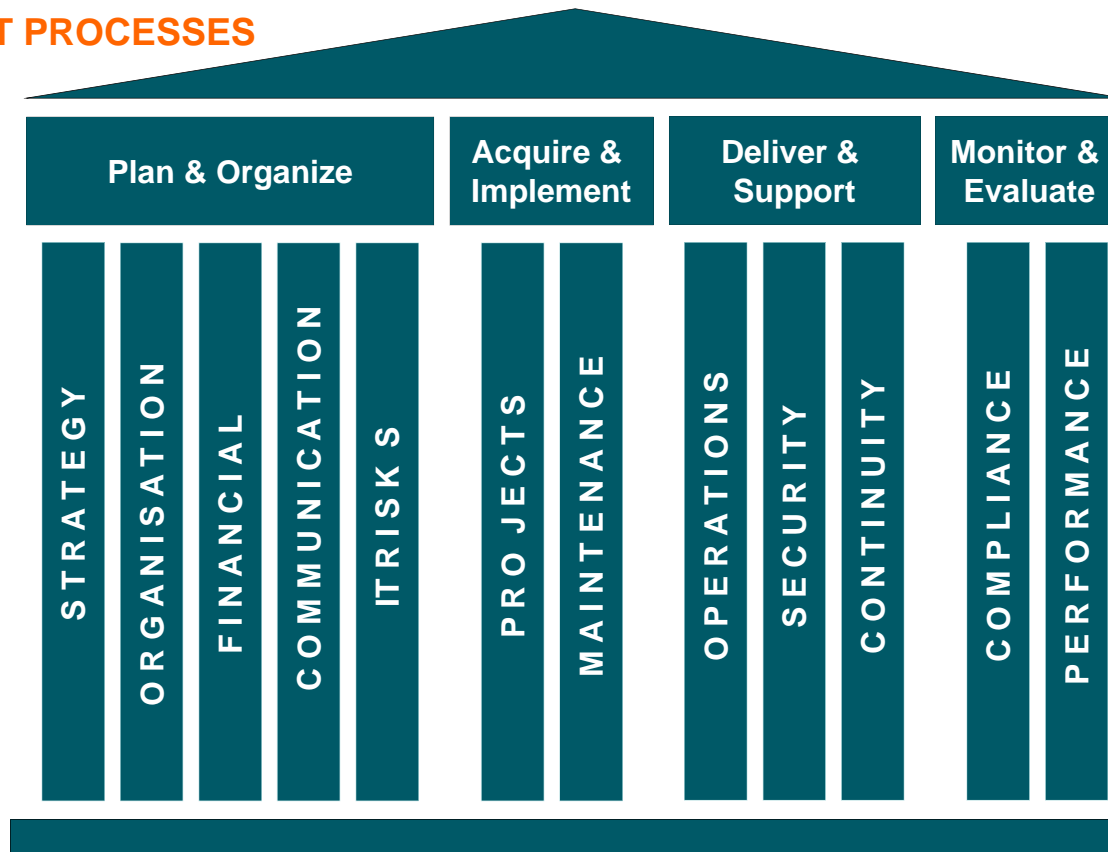 T PROCESSES
Plan & Organize
Acquire &
Implement
Deliver &
Support
Monitor &
Evaluate
STRATEGY
ORGANISATION
FINANCIAL
COMMUNICATION
ITRISKS
PROJECTS
MAINTENANCE
OPERATIONS
SECURITY
CONTINUITY
COMPLIANCE
PERFORMANCE